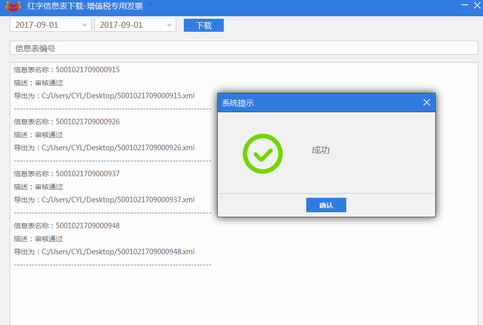 红字信息表下载-增值税专用发票
2017-09-01 2017-09-01 下载
信息表编号
信息表名称：5001021709000915
描述：审核通过
导出为：C:/Users/CYL/Desktop/5001021709000915.xml
信息表名称：5001021709000926
描述：审核通过
导出为：C:/Users/CYL/Desktop/5001021709000926.xml
信息表名称：5001021709000937
描述：审核通过
导出为：C:/Users/CYL/Desktop/5001021709000937.xml
信息表名称：5001021709000948
描述：审核通过
导出为：C:/Users/CYL/Desktop/5001021709000948.xml
系统提示
成功
确认